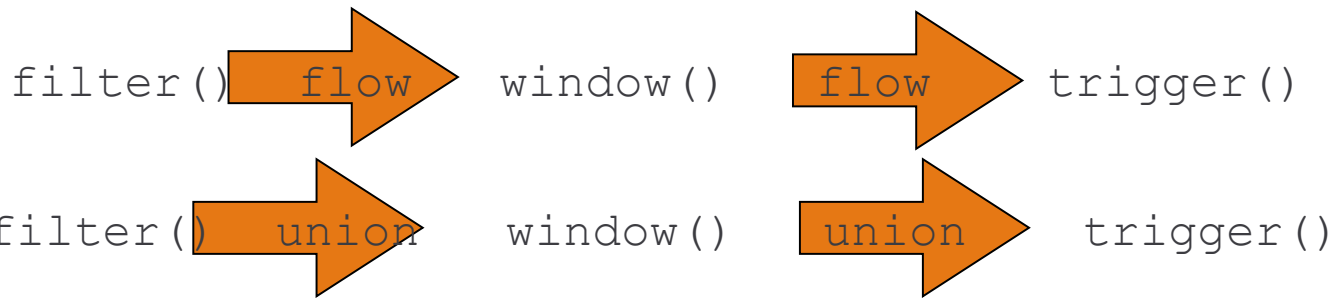 filter() flow window() flow trigger()
filter() union window() union trigger()